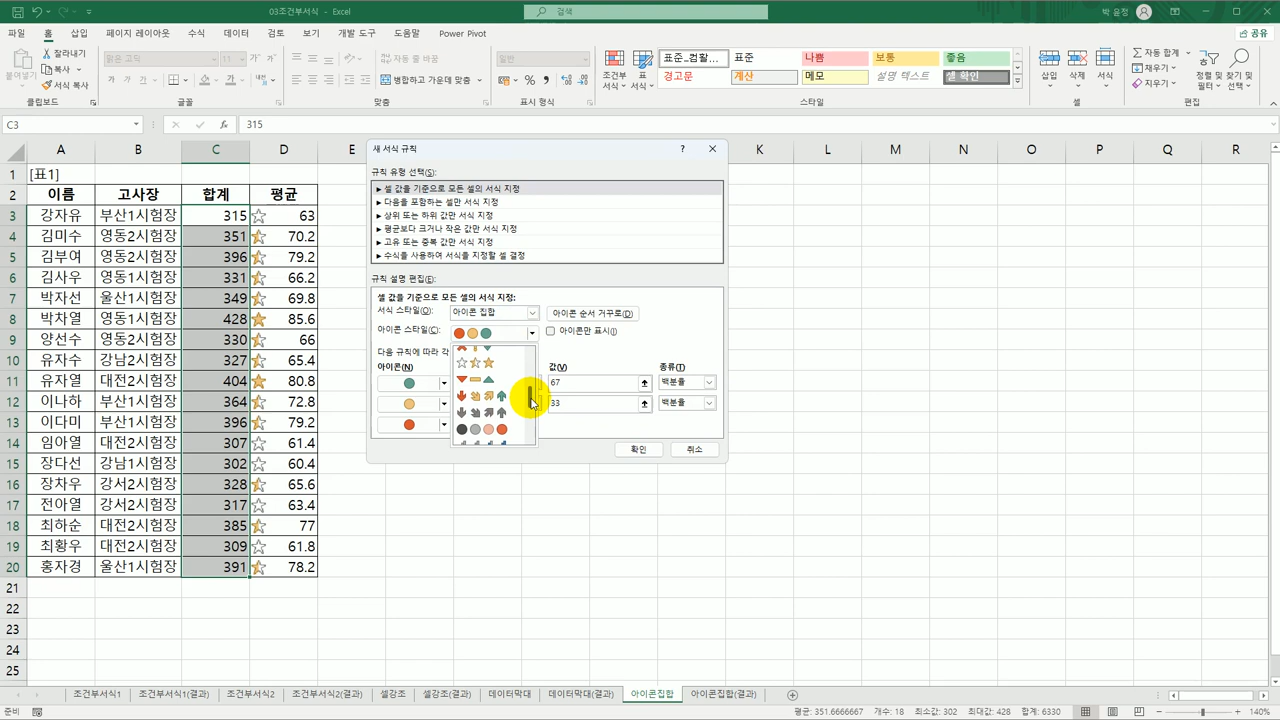 03조건부서식 - Excel
검색
박 윤정
파일 홈 삽입 페이지 레이아웃 수식 데이터 검토 보기 개발 도구 도움말 Power Pivot
공유
붙여넣기
잘라내기
복사
서식 복사
클립보드
맑은 고딕
11
가 가 가
글꼴
병합하고 가운데 맞춤
맞춤
일반
표시 형식
조건부
서식
표
서식
표준_컴활... 표준 나쁨 보통 좋음
경고문 계산 메모 설명 텍스트 셀 확인
스타일
삽입 삭제 서식
셀
자동 합계
채우기
지우기
정렬 및
필터
찾기 및
선택
편집
C3
fx
315
A B C D E K L M N O P Q R
1 [표1]
2 이름 고사장 합계 평균
3 강자유 부산1시험장 315 63
4 김미수 영동2시험장 351 70.2
5 김부여 영동2시험장 396 79.2
6 김사우 영동1시험장 331 66.2
7 박자선 울산1시험장 349 69.8
8 박차열 영동1시험장 428 85.6
9 양선수 영동2시험장 330 66
10 유자수 강남2시험장 327 65.4
11 유자열 대전2시험장 404 80.8
12 이나하 영동2시험장 364 72.8
13 이다미 부산1시험장 396 79.2
14 임아열 대전2시험장 307 61.4
15 장다선 강남1시험장 302 60.4
16 장차우 강서2시험장 328 65.6
17 전아열 강서2시험장 317 63.4
18 최하순 대전2시험장 385 77
19 최황우 대전2시험장 309 61.8
20 홍자경 울산1시험장 391 78.2
21
22
23
24
25
새 서식 규칙
?
규칙 유형 선택(S):
► 셀 값을 기준으로 모든 셀의 서식 지정
► 다음을 포함하는 셀만 서식 지정
► 상위 또는 하위 값만 서식 지정
► 평균보다 크거나 작은 값만 서식 지정
► 고유 또는 중복 값만 서식 지정
► 수식을 사용하여 서식을 지정할 셀 결정
규칙 설명 편집(E):
셀 값을 기준으로 모든 셀의 서식 지정:
서식 스타일(O): 아이콘 집합 아이콘 순서 거꾸로(D)
아이콘 스타일(C): 아이콘만 표시(I)
다음 규칙에 따라 각
아이콘(N) 값(V) 종류(T)
67 백분율
33 백분율
확인 취소
조건부서식1 조건부서식1(결과) 조건부서식2 조건부서식2(결과) 셀강조 셀강조(결과) 데이터막대 데이터막대(결과) 아이콘집합 아이콘집합(결과)
준비
평균: 351.6666667 개수: 18 최소값: 302 최대값: 428 합계: 6330
140%